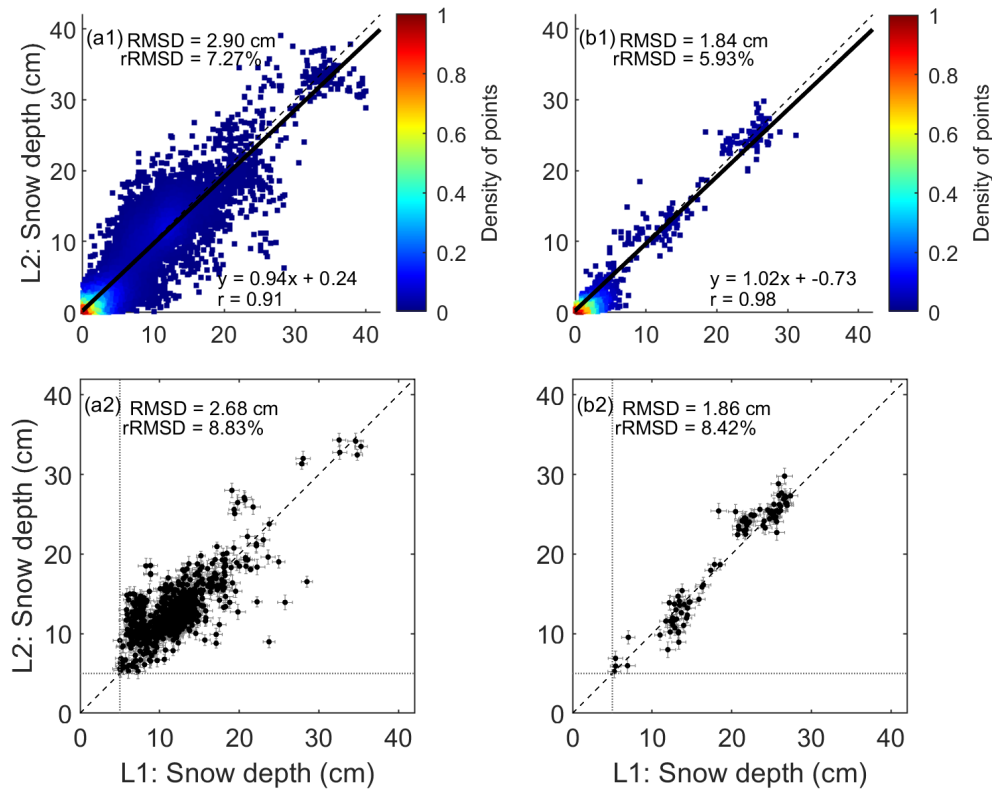 (a1) RMSD = 2.90 cm
rRMSD = 7.27%
y = 0.94x + 0.24
r = 0.91
L2: Snow depth (cm)
40
30
20
10
0
0 10 20 30 40
1
0.8
0.6
0.4
0.2
0
Density of points
(b1) RMSD = 1.84 cm
rRMSD = 5.93%
y = 1.02x + -0.73
r = 0.98
40
30
20
10
0
0 10 20 30 40
1
0.8
0.6
0.4
0.2
0
Density of points
(a2) RMSD = 2.68 cm
rRMSD = 8.83%
L2: Snow depth (cm)
40
30
20
10
0
0 10 20 30 40
L1: Snow depth (cm)
(b2) RMSD = 1.86 cm
rRMSD = 8.42%
40
30
20
10
0
0 10 20 30 40
L1: Snow depth (cm)